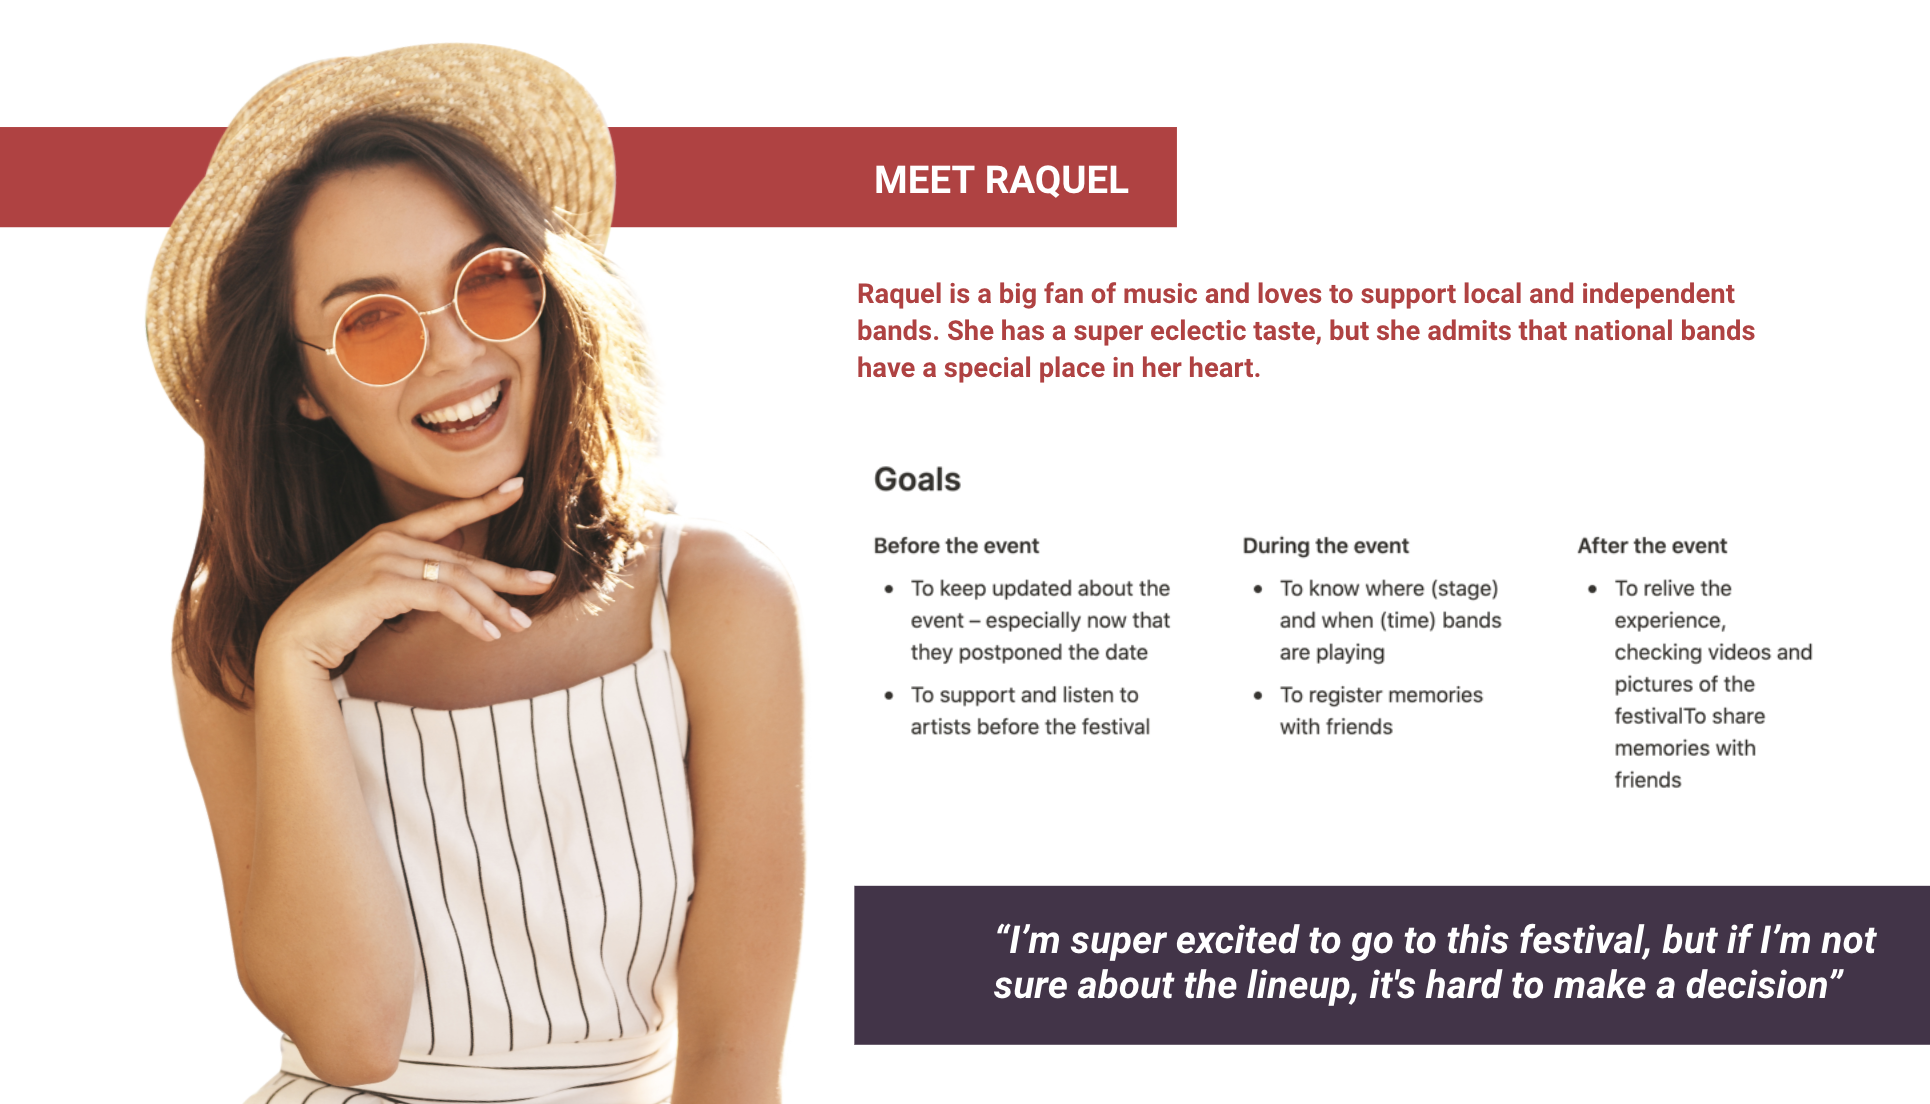 MEET RAQUEL
Raquel is a big fan of music and loves to support local and independent
bands. She has a super eclectic taste, but she admits that national bands
have a special place in her heart.
Goals
Before the event
• To keep updated about the
event – especially now that
they postponed the date
• To support and listen to
artists before the festival
During the event
• To know where (stage)
and when (time) bands
are playing
• To register memories
with friends
After the event
• To relive the
experience,
checking videos and
pictures of the
festivalTo share
memories with
friends
“I’m super excited to go to this festival, but if I’m not
sure about the lineup, it's hard to make a decision”